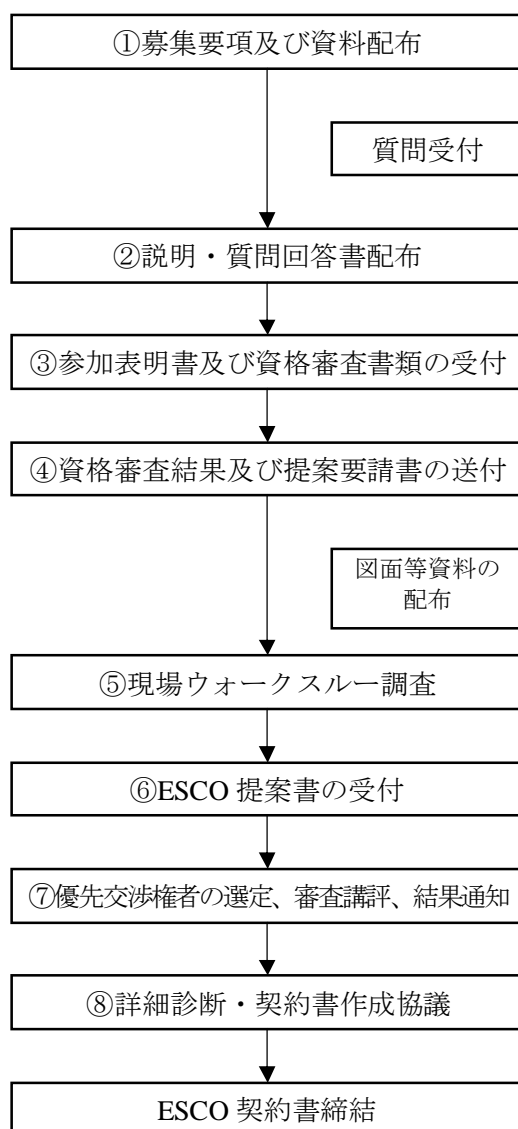 ①募集要項及び資料配布
質問受付
②説明・質問回答書配布
③参加表明書及び資格審査書類の受付
④資格審査結果及び提案要請書の送付
図面等資料の
配布
⑤現場ウォークスルー調査
⑥ESCO 提案書の受付
⑦優先交渉権者の選定、審査講評、結果通知
⑧詳細診断・契約書作成協議
ESCO 契約書締結